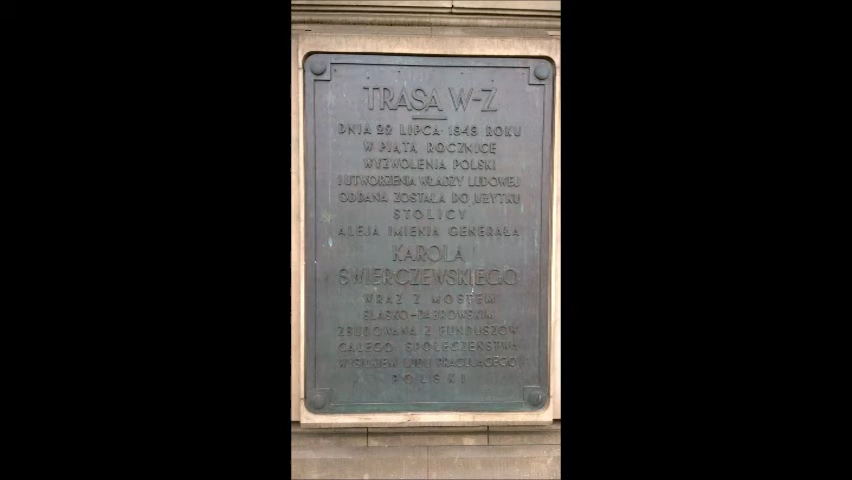 TRASA W-Z
DNIA 22 LIPCA 1949 ROKU
W PIĄTĄ ROCZNICĘ
WYZWOLENIA POLSKI
I UTWORZENIA WŁADZY LUDOWEJ
ODDANA ZOSTAŁA DO UŻYTKU
STOLICY
ALEJA IMIENIA GENERAŁA
KAROLA
ŚWIERCZEWSKIEGO
WRAZ Z MOSTEM
ŚLĄSKO-DĄBROWSKIM
ZBUDOWANA Z FUNDUSZÓW
CAŁEGO SPOŁECZEŃSTWA
WYSIŁKIEM LUDU PRACUJĄCEGO
POLSKI